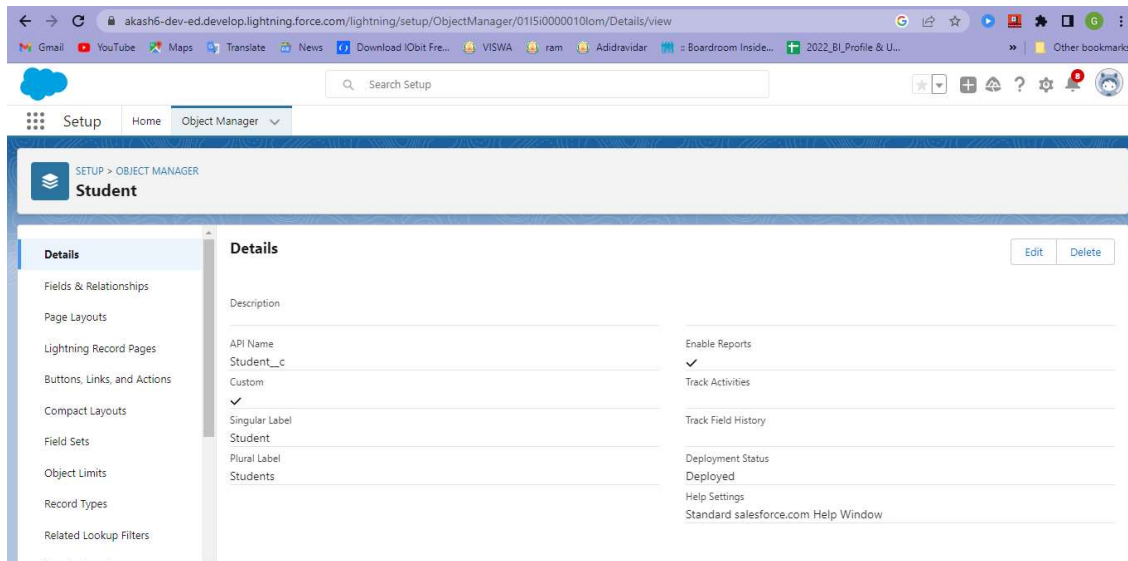 akash6-dev-ed.develop.lightning.force.com/lightning/setup/ObjectManager/01I5i0000010lom/Details/view
G
Gmail YouTube Maps Translate News Download IObit Fre... VISWA ram Adidravidar :: Boardroom Inside... 2022_BI_Profile & U... » Other bookmarks
Search Setup
8
Setup Home Object Manager
SETUP > OBJECT MANAGER
Student
Details
Fields & Relationships
Page Layouts
Lightning Record Pages
Buttons, Links, and Actions
Compact Layouts
Field Sets
Object Limits
Record Types
Related Lookup Filters
Details
Edit Delete
Description
API Name
Student__c
Custom
Singular Label
Student
Plural Label
Students
Enable Reports
Track Activities
Track Field History
Deployment Status
Deployed
Help Settings
Standard salesforce.com Help Window